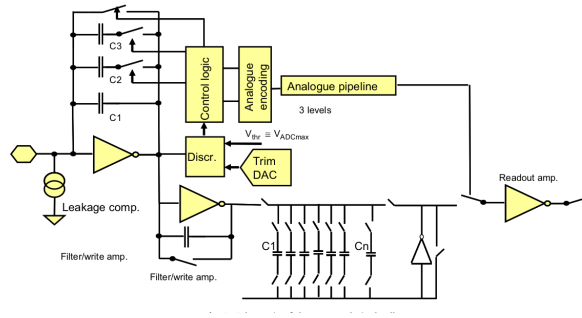 C3
C2
C1
Control logic
Analogue encoding
Analogue pipeline
3 levels
Vthr ≡ VADCmax
Discr.
Trim DAC
Leakage comp.
Readout amp.
C1
Cn
Filter/write amp.
Filter/write amp.